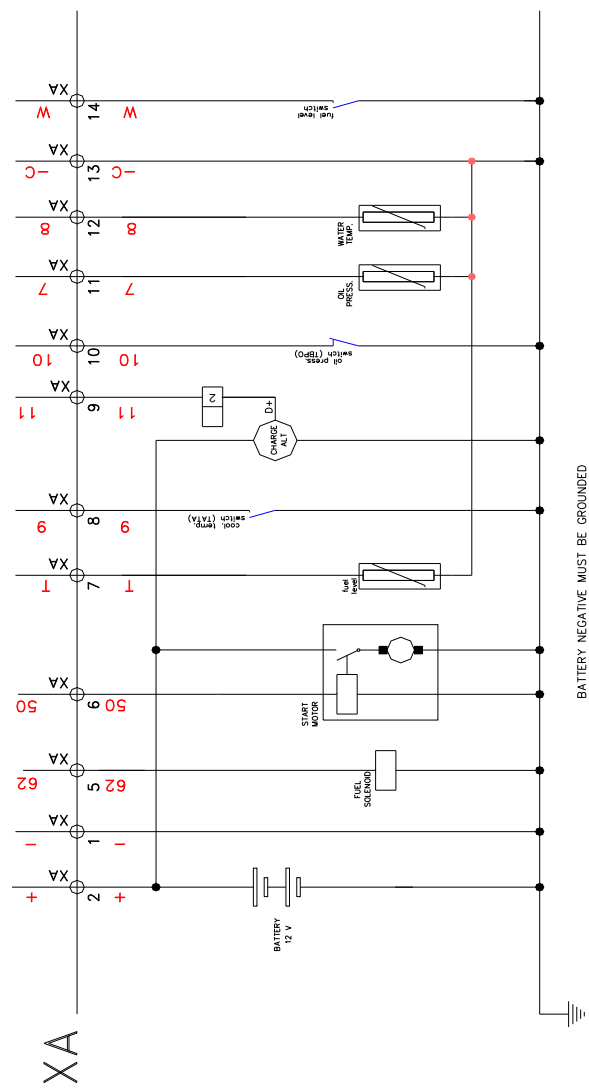 XA
XA
+
2
+
BATTERY
12 V
XA
-
1
-
XA
62
5
62
FUEL
SOLENOID
XA
50
6
50
START
MOTOR
XA
T
7
T
fuel
level
XA
9
8
9
cool. temp.
switch (TATA)
XA
11
9
11
2
D+
CHARGE
ALT
XA
10
10
10
oil press.
switch (TBPO)
XA
7
11
7
OIL
PRESS.
XA
8
12
8
WATER
TEMP.
XA
-C
13
-C
XA
W
14
W
fuel level
switch
BATTERY NEGATIVE MUST BE GROUNDED